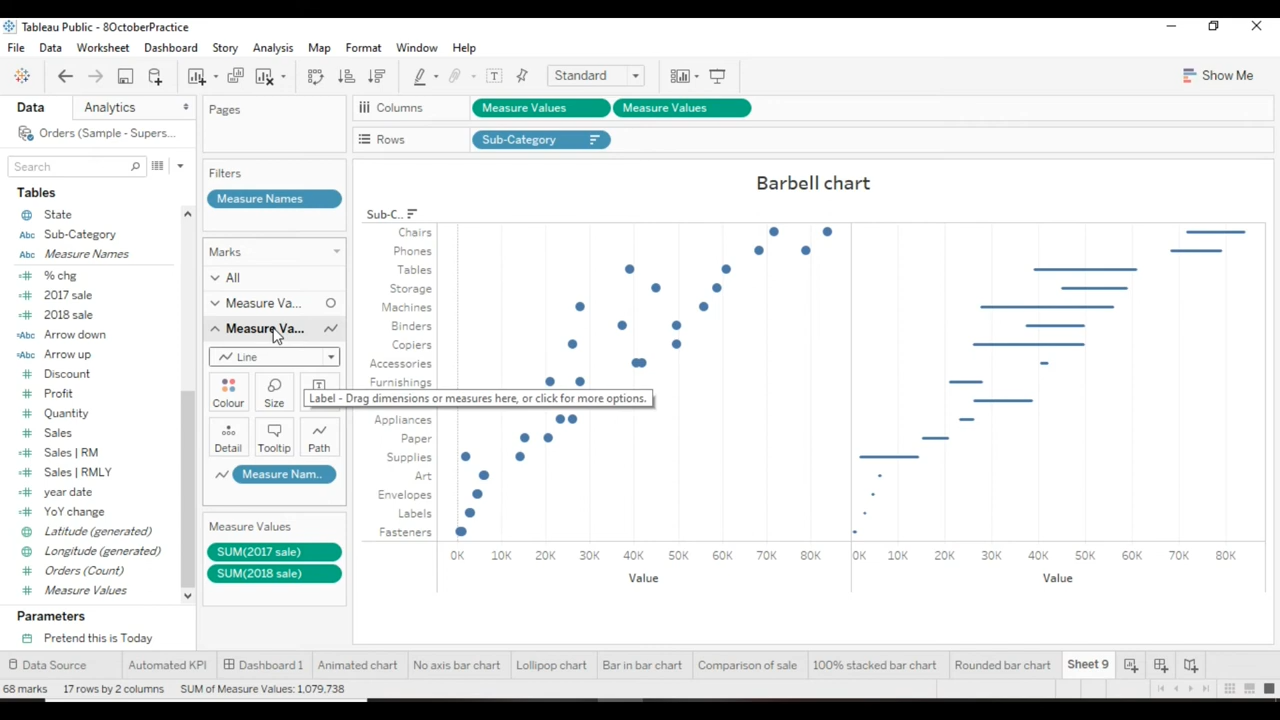 Tableau Public - 8OctoberPractice
File Data Worksheet Dashboard Story Analysis Map Format Window Help
Standard
Show Me
Data Analytics
Orders (Sample - Supers...
Search
Tables
State
Abc Sub-Category
Abc Measure Names
% chg
2017 sale
2018 sale
=Abc Arrow down
=Abc Arrow up
Discount
Profit
Quantity
Sales
Sales | RM
Sales | RMLY
year date
YoY change
Latitude (generated)
Longitude (generated)
Orders (Count)
Measure Values
Parameters
Pretend this is Today
Pages
Filters
Measure Names
Marks
All
Measure Va...
Measure Va...
Line
Colour Size
Detail Tooltip Path
Measure Nam..
Measure Values
SUM(2017 sale)
SUM(2018 sale)
Columns Measure Values Measure Values
Rows Sub-Category
Barbell chart
Sub-C..
Chairs
Phones
Tables
Storage
Machines
Binders
Copiers
Accessories
Furnishings
Label - Drag dimensions or measures here, or click for more options.
Appliances
Paper
Supplies
Art
Envelopes
Labels
Fasteners
0K 10K 20K 30K 40K 50K 60K 70K 80K 0K 10K 20K 30K 40K 50K 60K 70K 80K
Value Value
Data Source Automated KPI Dashboard 1 Animated chart No axis bar chart Lollipop chart Bar in bar chart Comparison of sale 100% stacked bar chart Rounded bar chart Sheet 9
68 marks 17 rows by 2 columns SUM of Measure Values: 1,079,738